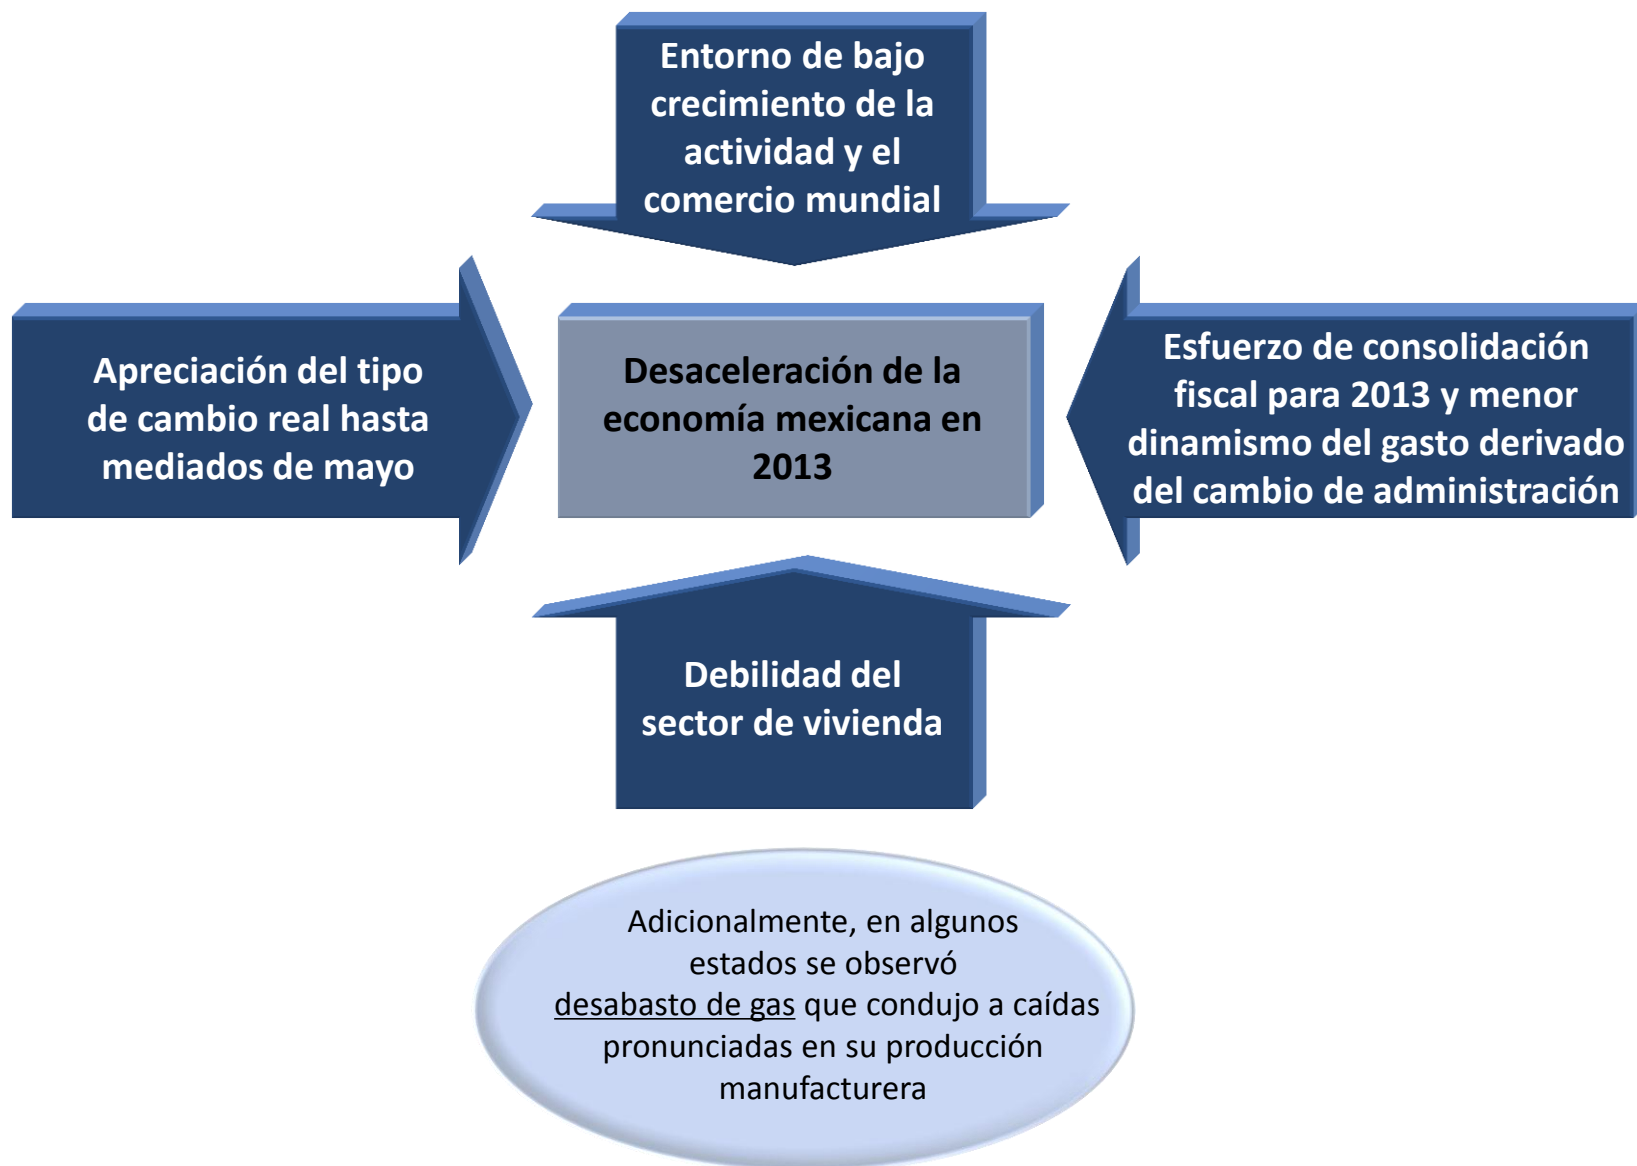 Entorno de bajo
crecimiento de la
actividad y el
comercio mundial
Apreciación del tipo
de cambio real hasta
mediados de mayo
Desaceleración de la
economía mexicana en
2013
Esfuerzo de consolidación
fiscal para 2013 y menor
dinamismo del gasto derivado
del cambio de administración
Debilidad del
sector de vivienda
Adicionalmente, en algunos
estados se observó
desabasto de gas que condujo a caídas
pronunciadas en su producción
manufacturera